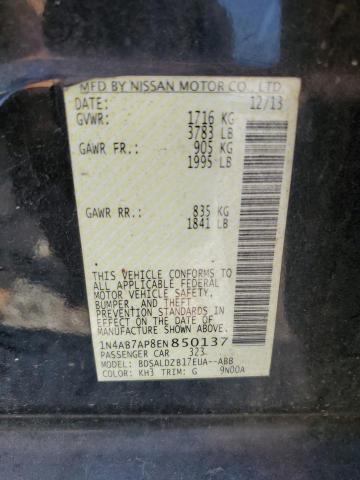 MFD BY NISSAN MOTOR CO., LTD.
DATE: 12/13
GVWR: 1716 KG
3783 LB
GAWR FR.: 905 KG
1995 LB
GAWR RR.: 835 KG
1841 LB
THIS VEHICLE CONFORMS TO
ALL APPLICABLE FEDERAL
MOTOR VEHICLE SAFETY,
BUMPER, AND THEFT
PREVENTION STANDARDS
IN EFFECT ON THE DATE OF
MANUFACTURE SHOWN ABOVE.
1N4AB7AP8EN850137
PASSENGER CAR 323
MODEL: BDSALDZB17EUA--ABB
COLOR: KH3 TRIM: G 9N00A